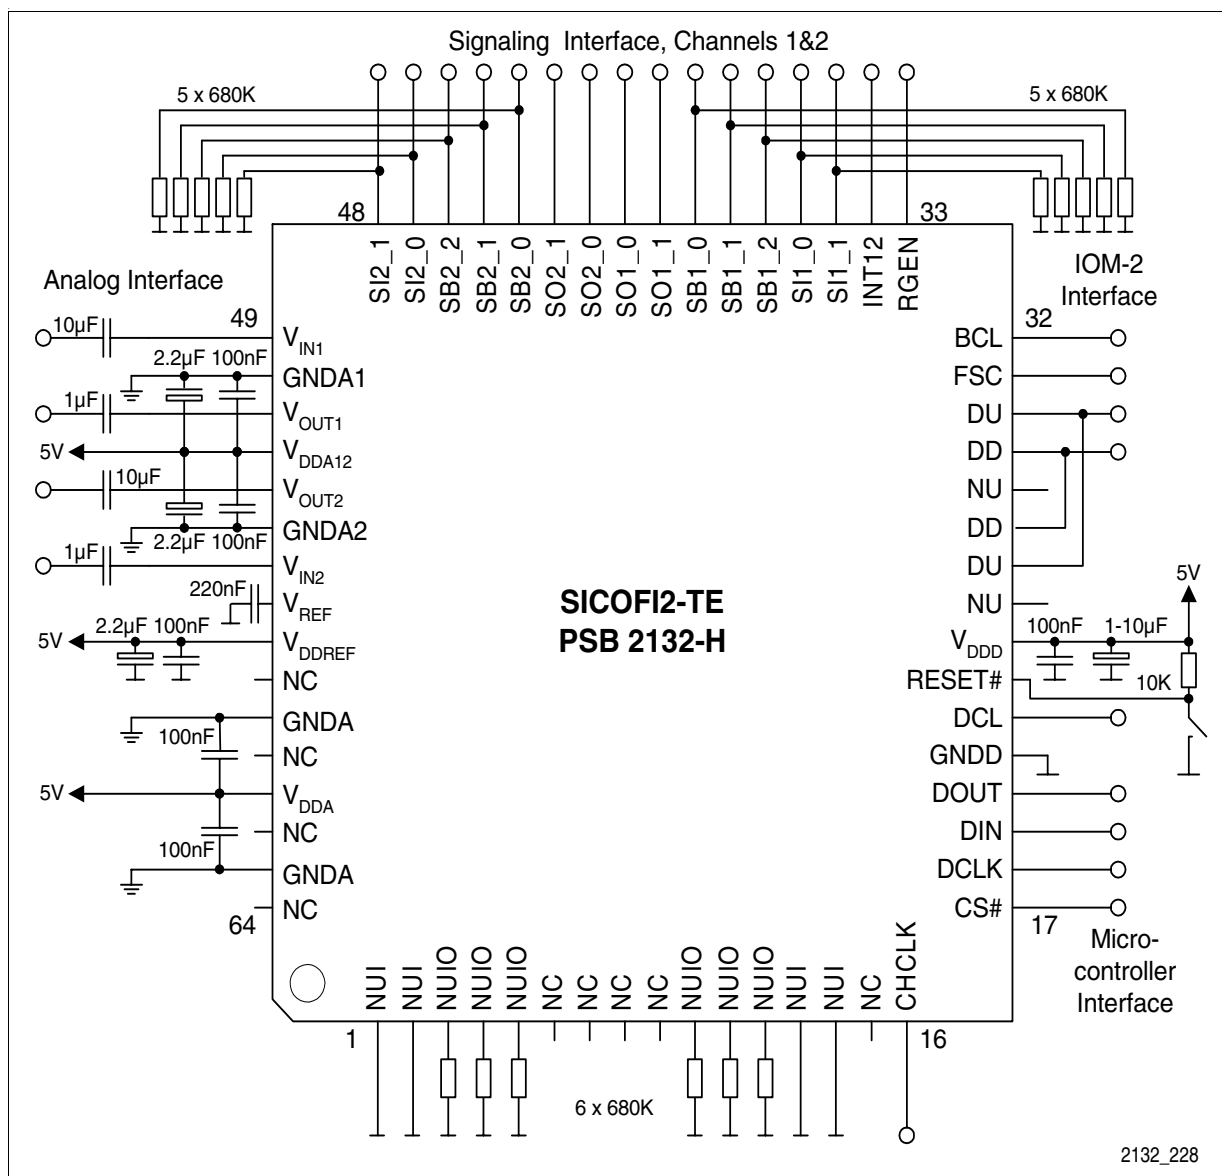 Signaling Interface, Channels 1&2
5 x 680K
5 x 680K
48
33
SI2_1
SI2_0
SB2_2
SB2_1
SB2_0
SO2_1
SO2_0
SO1_0
SO1_1
SB1_0
SB1_1
SB1_2
SI1_0
SI1_1
INT12
RGEN
Analog Interface
IOM-2
Interface
49
32
10µF
VIN1
2.2µF 100nF
GNDA1
1µF
VOUT1
5V
VDDA12
10µF
VOUT2
GNDA2
2.2µF 100nF
1µF
VIN2
220nF
VREF
5V
2.2µF 100nF
VDDREF
NC
GNDA
100nF
NC
5V
VDDA
NC
100nF
GNDA
64
NC
SICOFI2-TE
PSB 2132-H
BCL
FSC
DU
DD
NU
DD
DU
NU
5V
VDDD
100nF
1-10µF
RESET#
10K
DCL
GNDD
DOUT
DIN
DCLK
CS#
17
Micro-
controller
Interface
NUI
NUI
NUIO
NUIO
NUIO
NC
NC
NC
NC
NUIO
NUIO
NUIO
NUI
NUI
NC
CHCLK
1
16
6 x 680K
2132_228